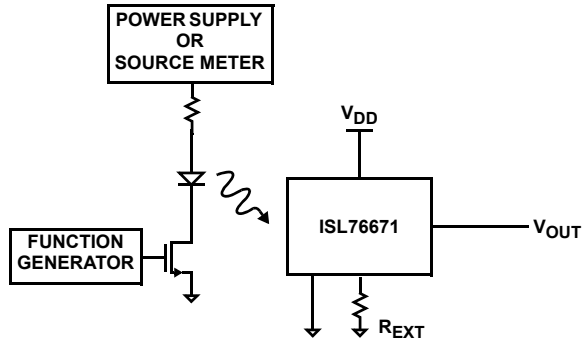 POWER SUPPLY
OR
SOURCE METER
VDD
ISL76671
VOUT
FUNCTION
GENERATOR
REXT